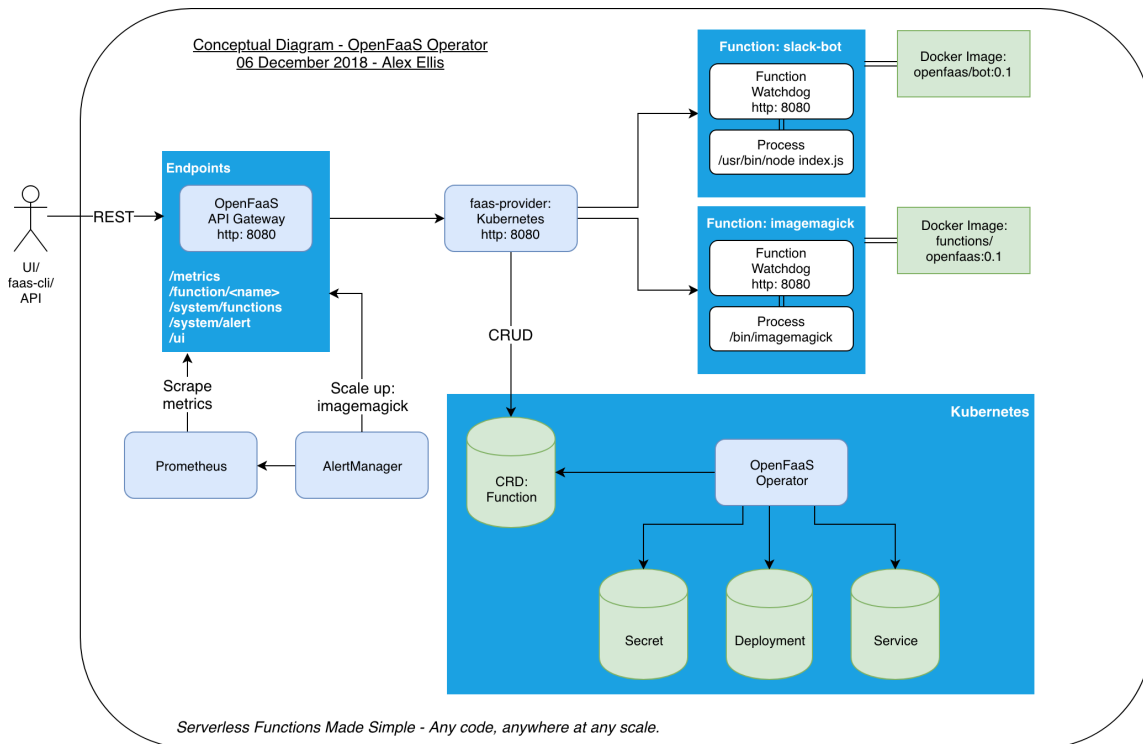 Conceptual Diagram - OpenFaaS Operator
06 December 2018 - Alex Ellis
UI/
faas-cli/
API
REST
Endpoints
OpenFaaS
API Gateway
http: 8080
/metrics
/function/<name>
/system/functions
/system/alert
/ui
Scrape
metrics
Scale up:
imagemagick
Prometheus
AlertManager
faas-provider:
Kubernetes
http: 8080
CRUD
Function: slack-bot
Function
Watchdog
http: 8080
Process
/usr/bin/node index.js
Docker Image:
openfaas/bot:0.1
Function: imagemagick
Function
Watchdog
http: 8080
Process
/bin/imagemagick
Docker Image:
functions/
openfaas:0.1
Kubernetes
CRD:
Function
OpenFaaS
Operator
Secret
Deployment
Service
Serverless Functions Made Simple - Any code, anywhere at any scale.